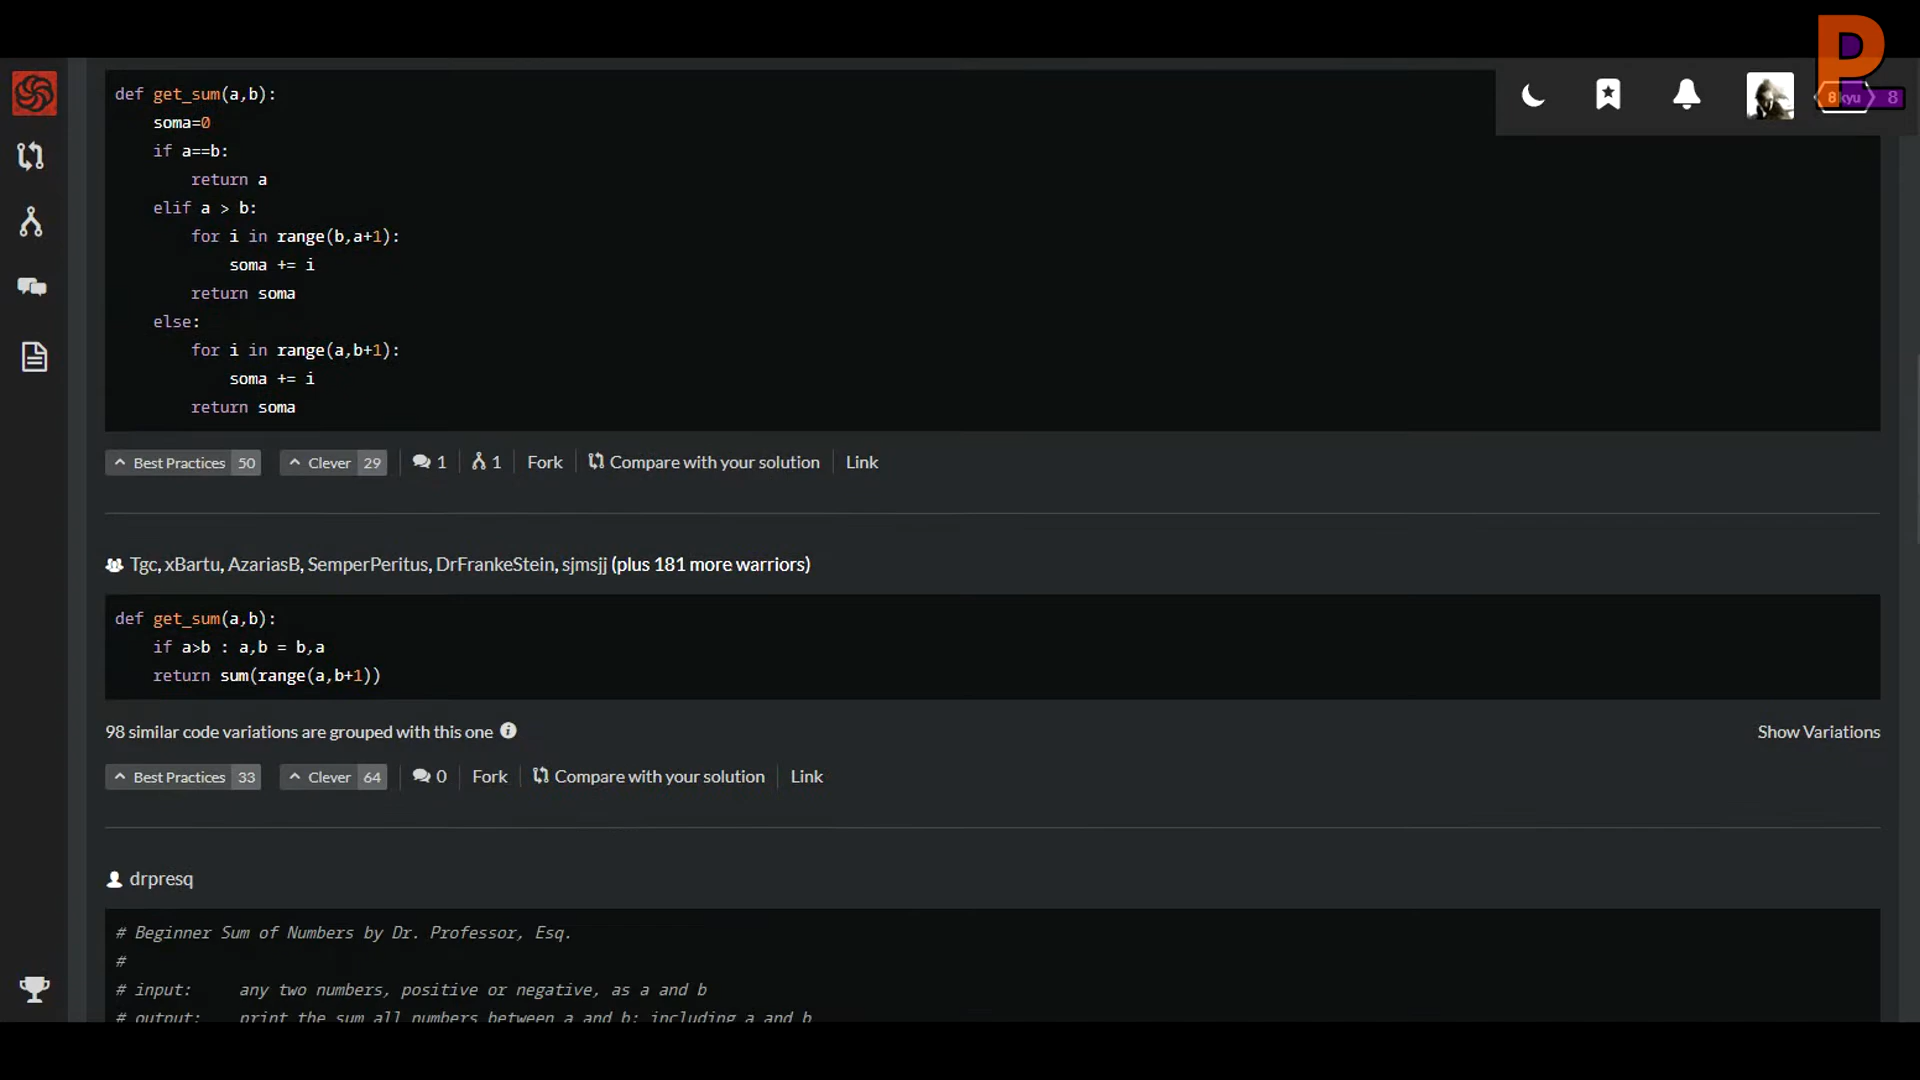 P
8 kyu 8
def get_sum(a,b):
    soma=0
    if a==b:
        return a
    elif a > b:
        for i in range(b,a+1):
            soma += i
        return soma
    else:
        for i in range(a,b+1):
            soma += i
        return soma
Best Practices 50 Clever 29 1 1 Fork Compare with your solution Link
Tgc, xBartu, AzariasB, SemperPeritus, DrFrankeStein, sjmsjj (plus 181 more warriors)
def get_sum(a,b):
    if a>b : a,b = b,a
    return sum(range(a,b+1))
98 similar code variations are grouped with this one Show Variations
Best Practices 33 Clever 64 0 Fork Compare with your solution Link
drpresq
# Beginner Sum of Numbers by Dr. Professor, Esq.
#
# input:    any two numbers, positive or negative, as a and b
# output:   print the sum all numbers between a and b; including a and b